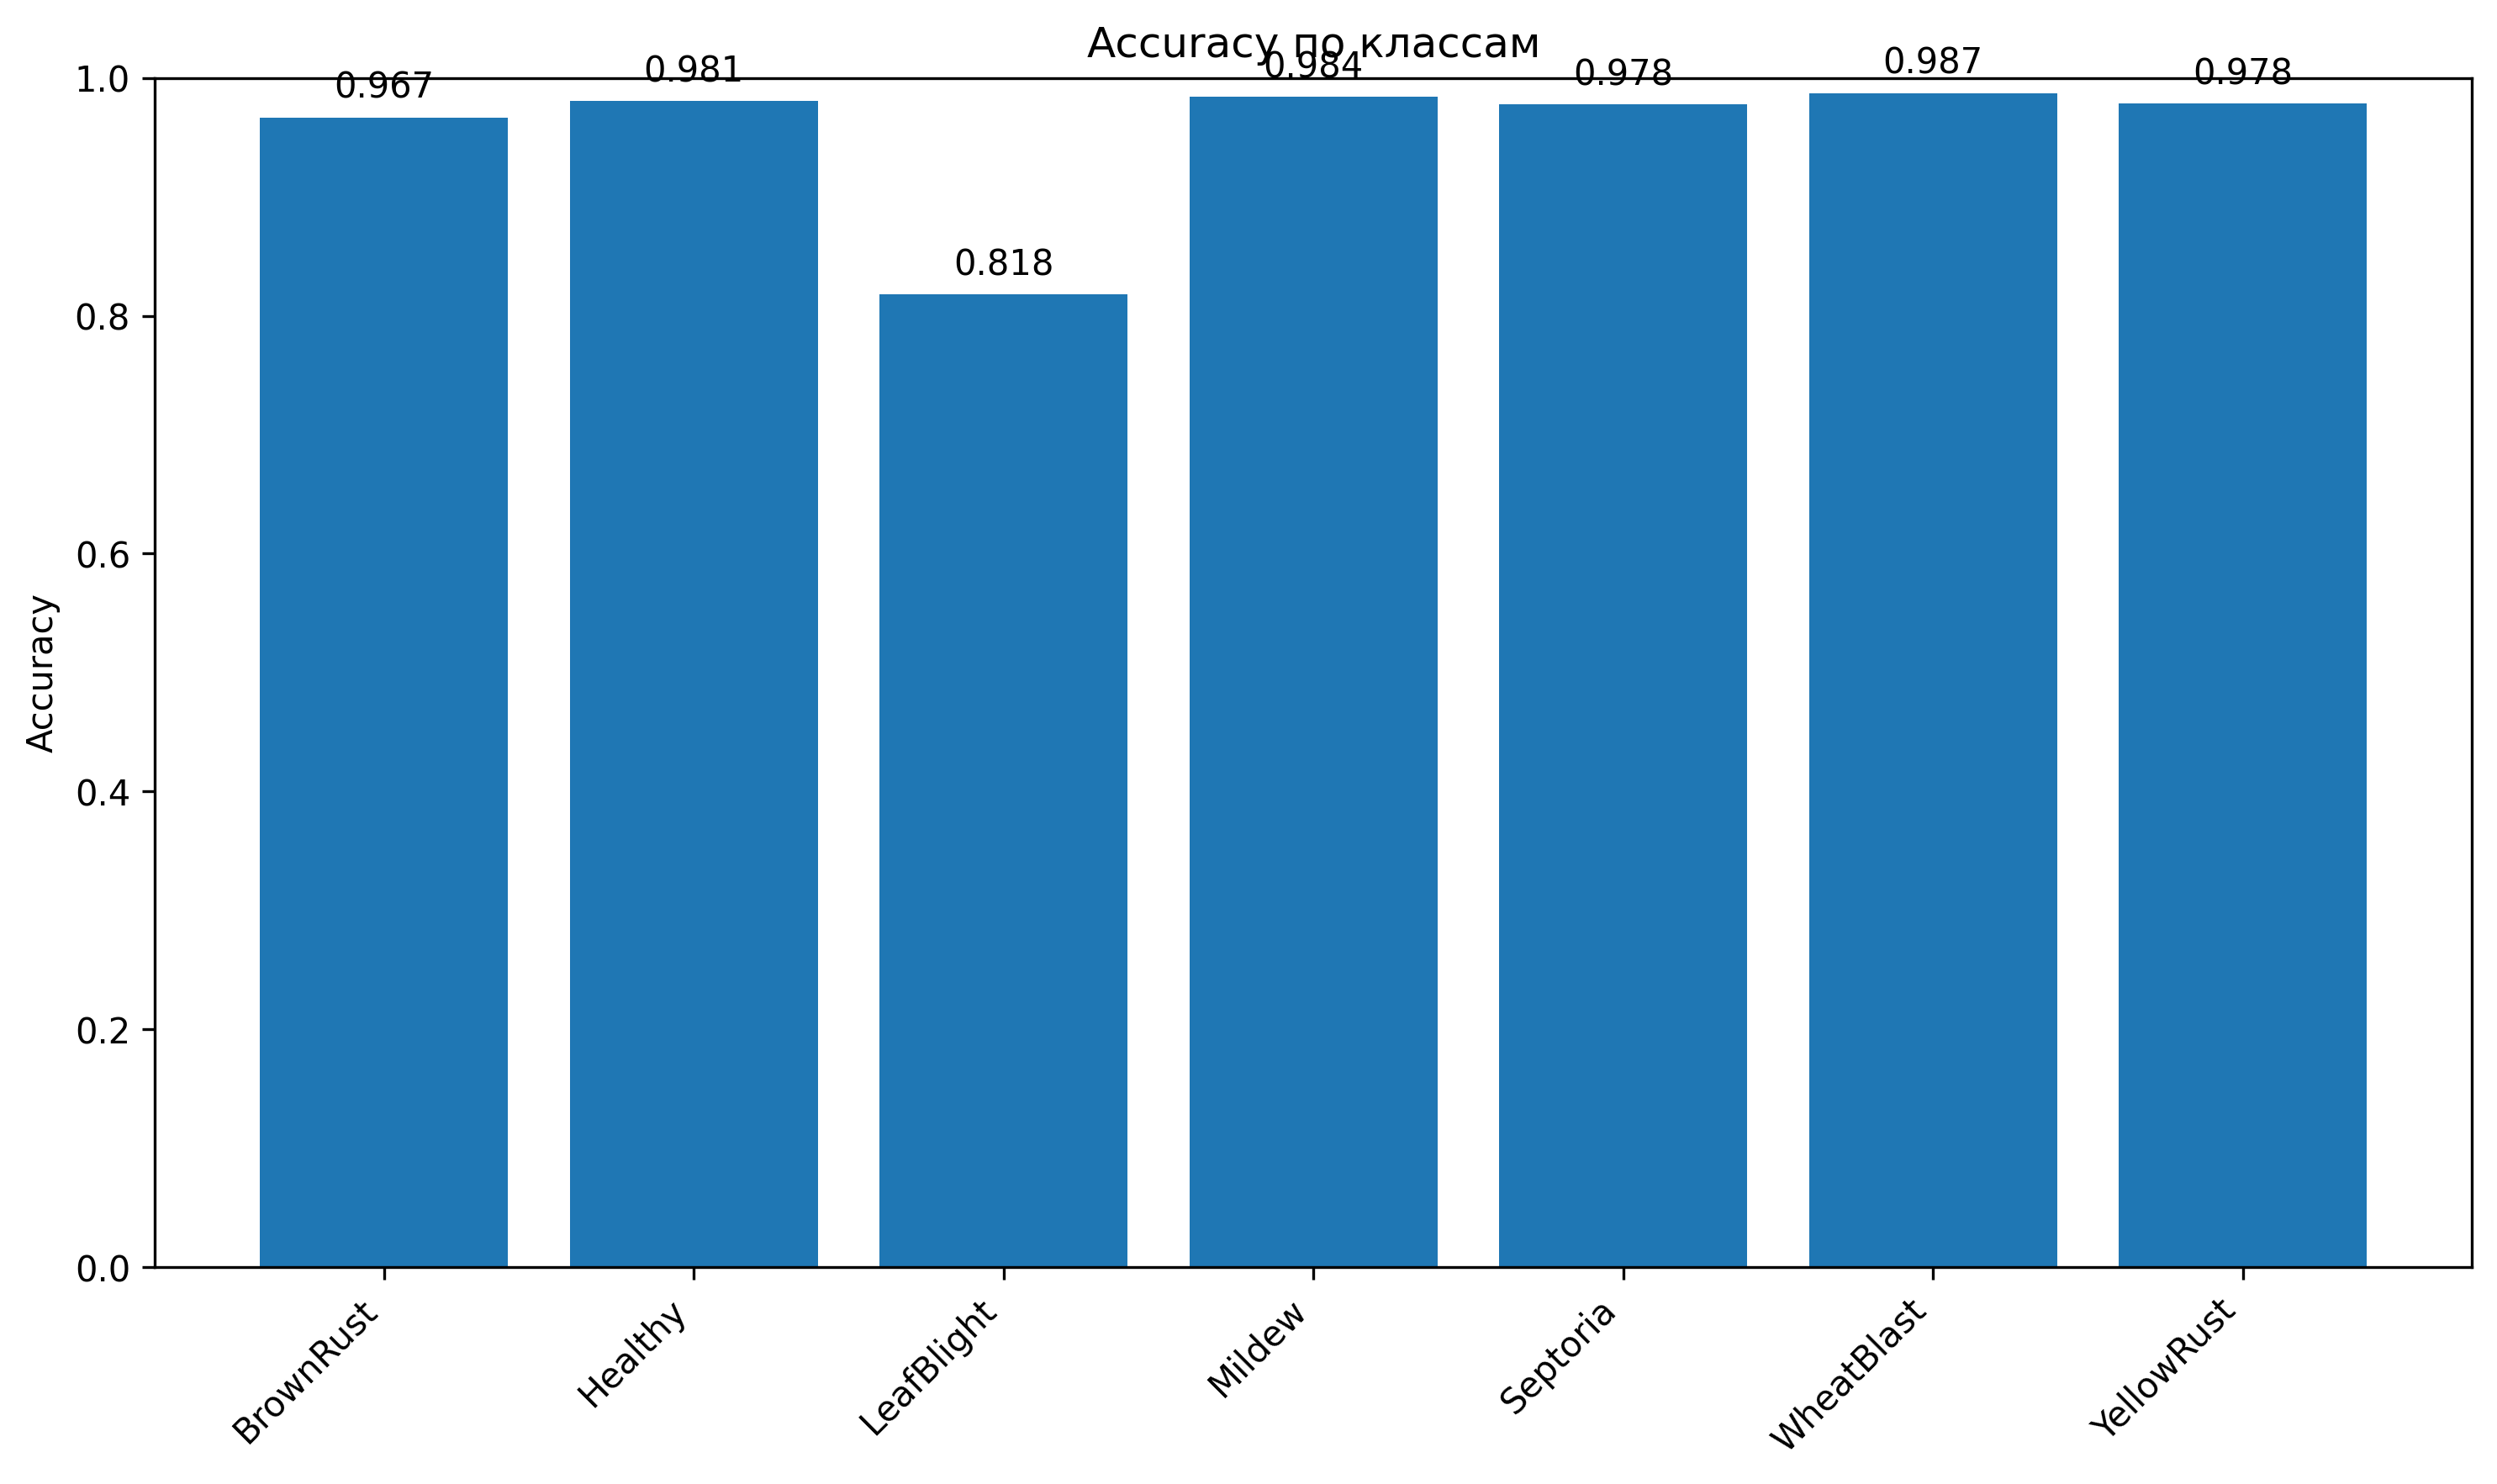 Accuracy по классам
0.967
0.981
0.818
0.984
0.978
0.987
0.978
1.0
0.8
0.6
0.4
0.2
0.0
Accuracy
BrownRust
Healthy
LeafBlight
Mildew
Septoria
WheatBlast
YellowRust